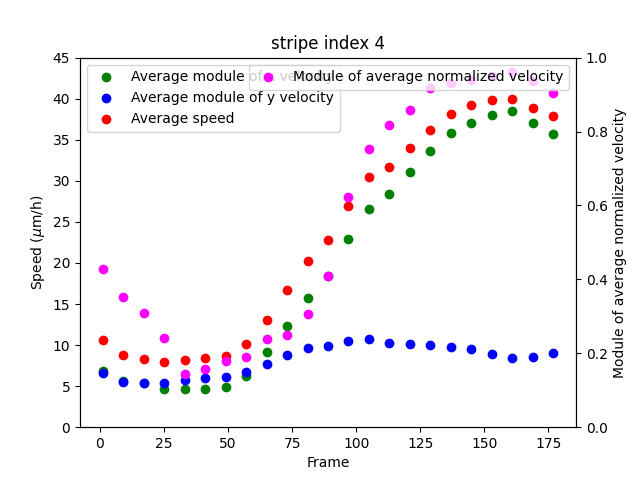 stripe index 4
Average module of x velocity
Average module of y velocity
Average speed
Module of average normalized velocity
Speed (μm/h)
Module of average normalized velocity
45
40
35
30
25
20
15
10
5
0
1.0
0.8
0.6
0.4
0.2
0.0
0 25 50 75 100 125 150 175
Frame